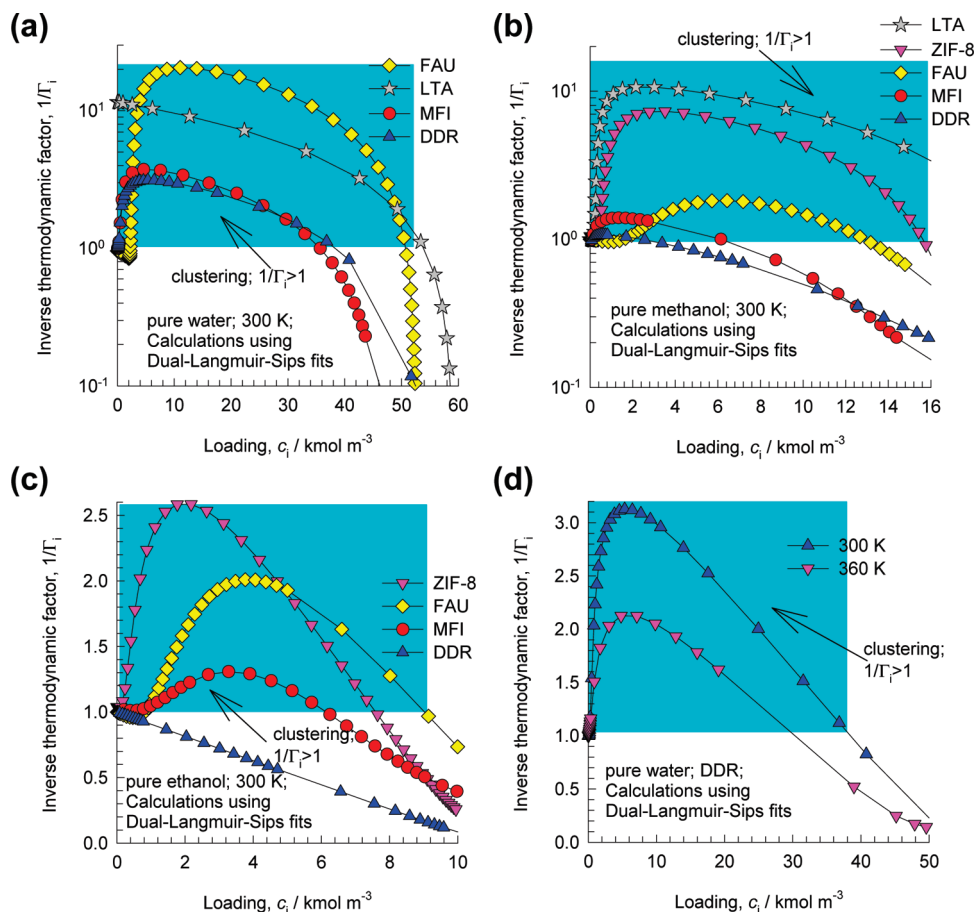 (a)
Inverse thermodynamic factor, 1/Γi
10^1
10^0
10^-1
FAU
LTA
MFI
DDR
clustering; 1/Γi>1
pure water; 300 K;
Calculations using
Dual-Langmuir-Sips fits
0 10 20 30 40 50 60
Loading, ci / kmol m^-3
(b)
Inverse thermodynamic factor, 1/Γi
10^1
10^0
10^-1
clustering; 1/Γi>1
LTA
ZIF-8
FAU
MFI
DDR
pure methanol; 300 K;
Calculations using
Dual-Langmuir-Sips fits
0 2 4 6 8 10 12 14 16
Loading, ci / kmol m^-3
(c)
Inverse thermodynamic factor, 1/Γi
2.5
2.0
1.5
1.0
0.5
0.0
ZIF-8
FAU
MFI
DDR
clustering;
1/Γi>1
pure ethanol; 300 K;
Calculations using
Dual-Langmuir-Sips fits
0 2 4 6 8 10
Loading, ci / kmol m^-3
(d)
Inverse thermodynamic factor, 1/Γi
3.0
2.5
2.0
1.5
1.0
0.5
0.0
300 K
360 K
clustering;
1/Γi>1
pure water; DDR;
Calculations using
Dual-Langmuir-Sips fits
0 10 20 30 40 50
Loading, ci / kmol m^-3